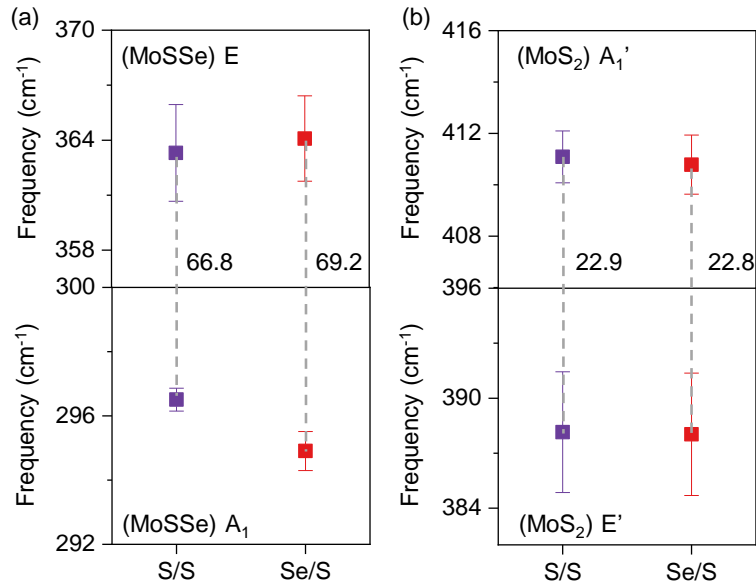 (a)
370
(MoSSe) E
364
358
66.8
69.2
Frequency (cm⁻¹)
300
296
292
(MoSSe) A₁
Frequency (cm⁻¹)
S/S
Se/S
(b)
416
(MoS₂) A₁’
412
408
22.9
22.8
Frequency (cm⁻¹)
396
388
384
(MoS₂) E’
Frequency (cm⁻¹)
S/S
Se/S